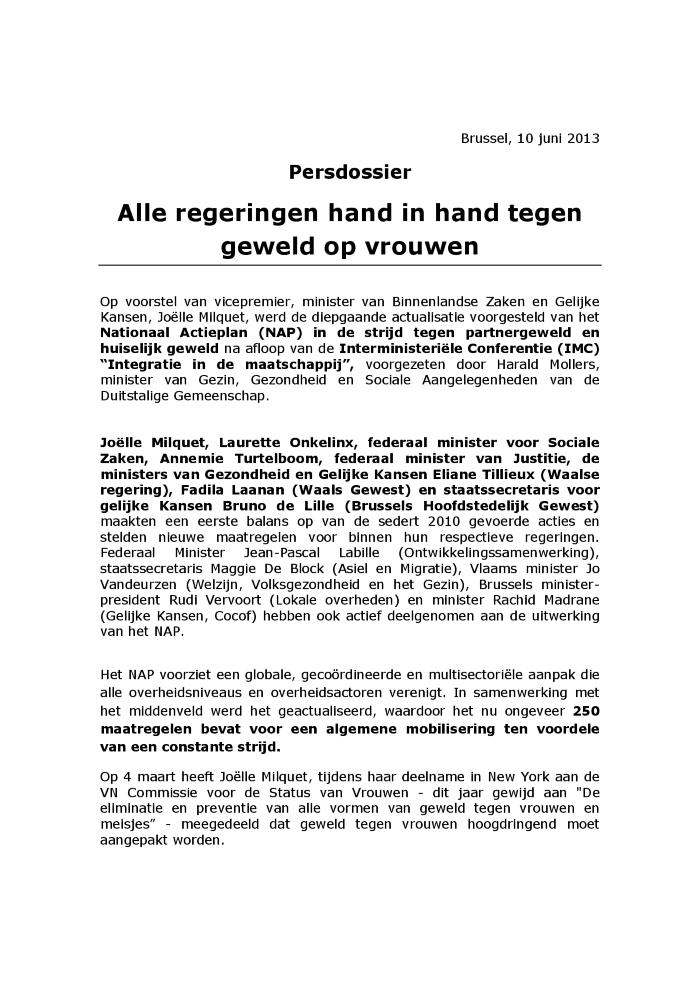 Brussel, 10 juni 2013
Persdossier
Alle regeringen hand in hand tegen
geweld op vrouwen
Op voorstel van vicepremier, minister van Binnenlandse Zaken en Gelijke
Kansen, Joëlle Milquet, werd de diepgaande actualisatie voorgesteld van het
Nationaal Actieplan (NAP) in de strijd tegen partnergeweld en
huiselijk geweld na afloop van de Interministeriële Conferentie (IMC)
“Integratie in de maatschappij”, voorgezeten door Harald Mollers,
minister van Gezin, Gezondheid en Sociale Aangelegenheden van de
Duitstalige Gemeenschap.
Joëlle Milquet, Laurette Onkelinx, federaal minister voor Sociale
Zaken, Annemie Turtelboom, federaal minister van Justitie, de
ministers van Gezondheid en Gelijke Kansen Eliane Tillieux (Waalse
regering), Fadila Laanan (Waals Gewest) en staatssecretaris voor
gelijke Kansen Bruno de Lille (Brussels Hoofdstedelijk Gewest)
maakten een eerste balans op van de sedert 2010 gevoerde acties en
stelden nieuwe maatregelen voor binnen hun respectieve regeringen.
Federaal Minister Jean-Pascal Labille (Ontwikkelingssamenwerking),
staatssecretaris Maggie De Block (Asiel en Migratie), Vlaams minister Jo
Vandeurzen (Welzijn, Volksgezondheid en het Gezin), Brussels minister-
president Rudi Vervoort (Lokale overheden) en minister Rachid Madrane
(Gelijke Kansen, Cocof) hebben ook actief deelgenomen aan de uitwerking
van het NAP.
Het NAP voorziet een globale, gecoördineerde en multisectoriële aanpak die
alle overheidsniveaus en overheidsactoren verenigt. In samenwerking met
het middenveld werd het geactualiseerd, waardoor het nu ongeveer 250
maatregelen bevat voor een algemene mobilisering ten voordele
van een constante strijd.
Op 4 maart heeft Joëlle Milquet, tijdens haar deelname in New York aan de
VN Commissie voor de Status van Vrouwen - dit jaar gewijd aan "De
eliminatie en preventie van alle vormen van geweld tegen vrouwen en
meisjes” - meegedeeld dat geweld tegen vrouwen hoogdringend moet
aangepakt worden.